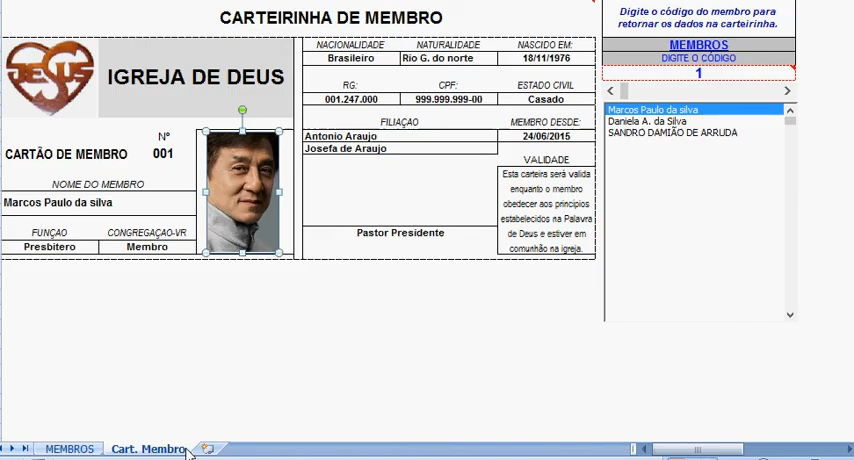 CARTEIRINHA DE MEMBRO
JESUS
IGREJA DE DEUS
Nº
CARTÃO DE MEMBRO 001
NOME DO MEMBRO
Marcos Paulo da silva
FUNÇAO CONGREGAÇAO-VR
Presbitero Membro
NACIONALIDADE NATURALIDADE NASCIDO EM:
Brasileiro Rio G. do norte 18/11/1976
RG: CPF: ESTADO CIVIL
001.247.000 999.999.999-00 Casado
FILIAÇAO MEMBRO DESDE:
Antonio Araujo 24/06/2015
Josefa de Araujo
VALIDADE
Esta carteira será valida
enquanto o membro
obedecer aos principios
estabelecidos na Palavra
de Deus e estiver em
comunhão na igreja.
Pastor Presidente
Digite o código do membro para
retornar os dados na carteirinha.
MEMBROS
DIGITE O CÓDIGO
1
Marcos Paulo da silva
Daniela A. da Silva
SANDRO DAMIÃO DE ARRUDA
MEMBROS Cart. Membro